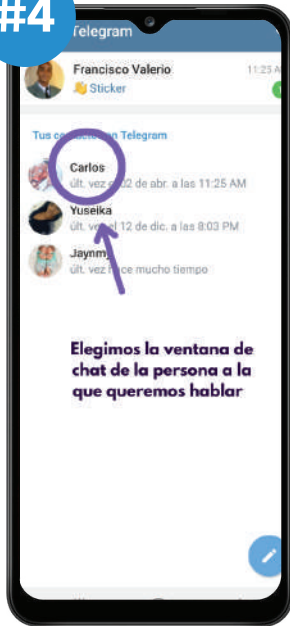 #4
Telegram
Francisco Valerio
11:25 A
👋 Sticker
Tus contactos en Telegram
Carlos
últ. vez el 02 de abr. a las 11:25 AM
Yuseika
últ. vez el 12 de dic. a las 8:03 PM
Jaynmy
últ. vez hace mucho tiempo
Elegimos la ventana de
chat de la persona a la
que queremos hablar